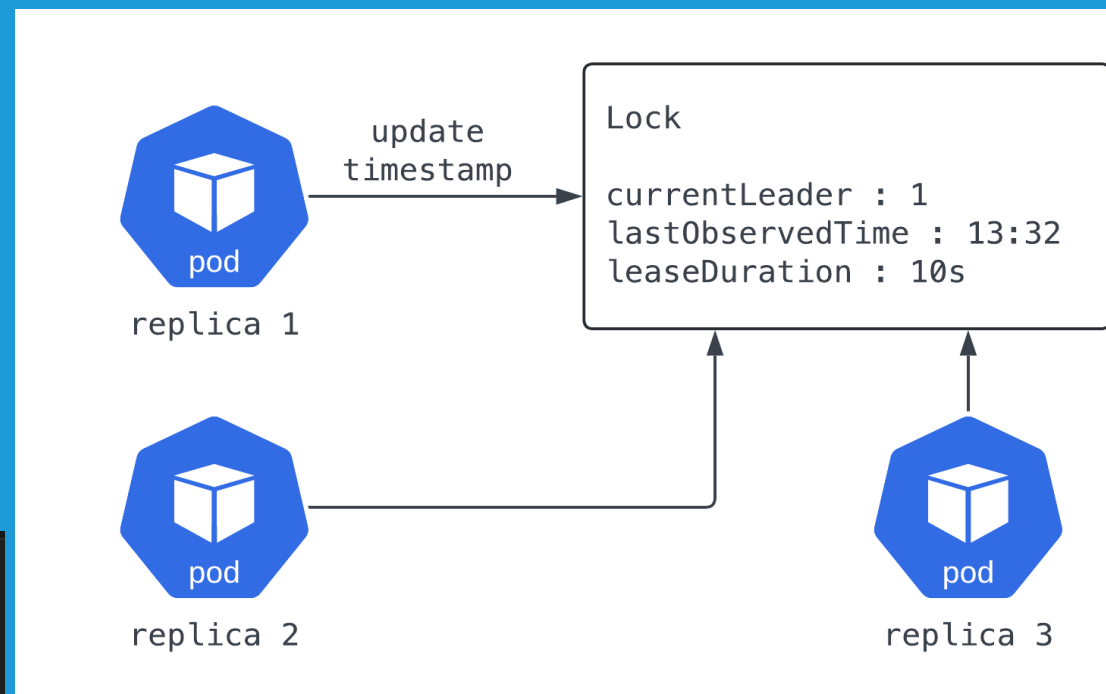 update
timestamp
Lock
currentLeader : 1
lastObservedTime : 13:32
leaseDuration : 10s
pod
replica 1
pod
replica 2
pod
replica 3